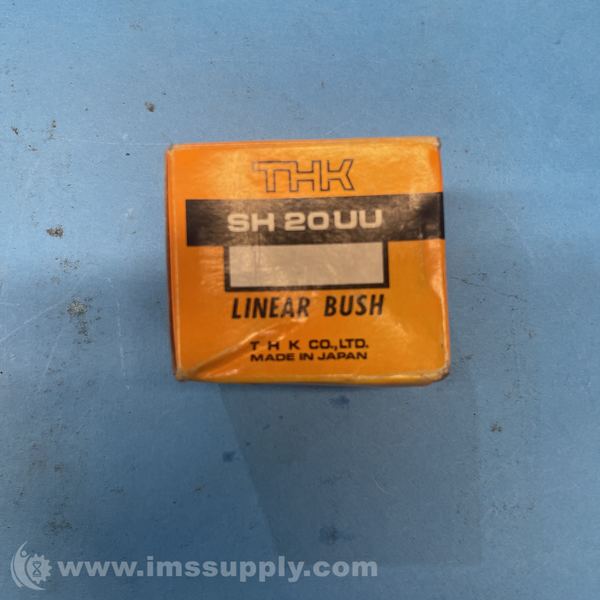 THK
SH 20UU
LINEAR BUSH
T H K CO.,LTD.
MADE IN JAPAN
www.imssupply.com